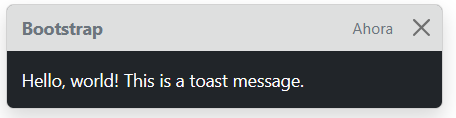 Bootstrap Ahora
Hello, world! This is a toast message.